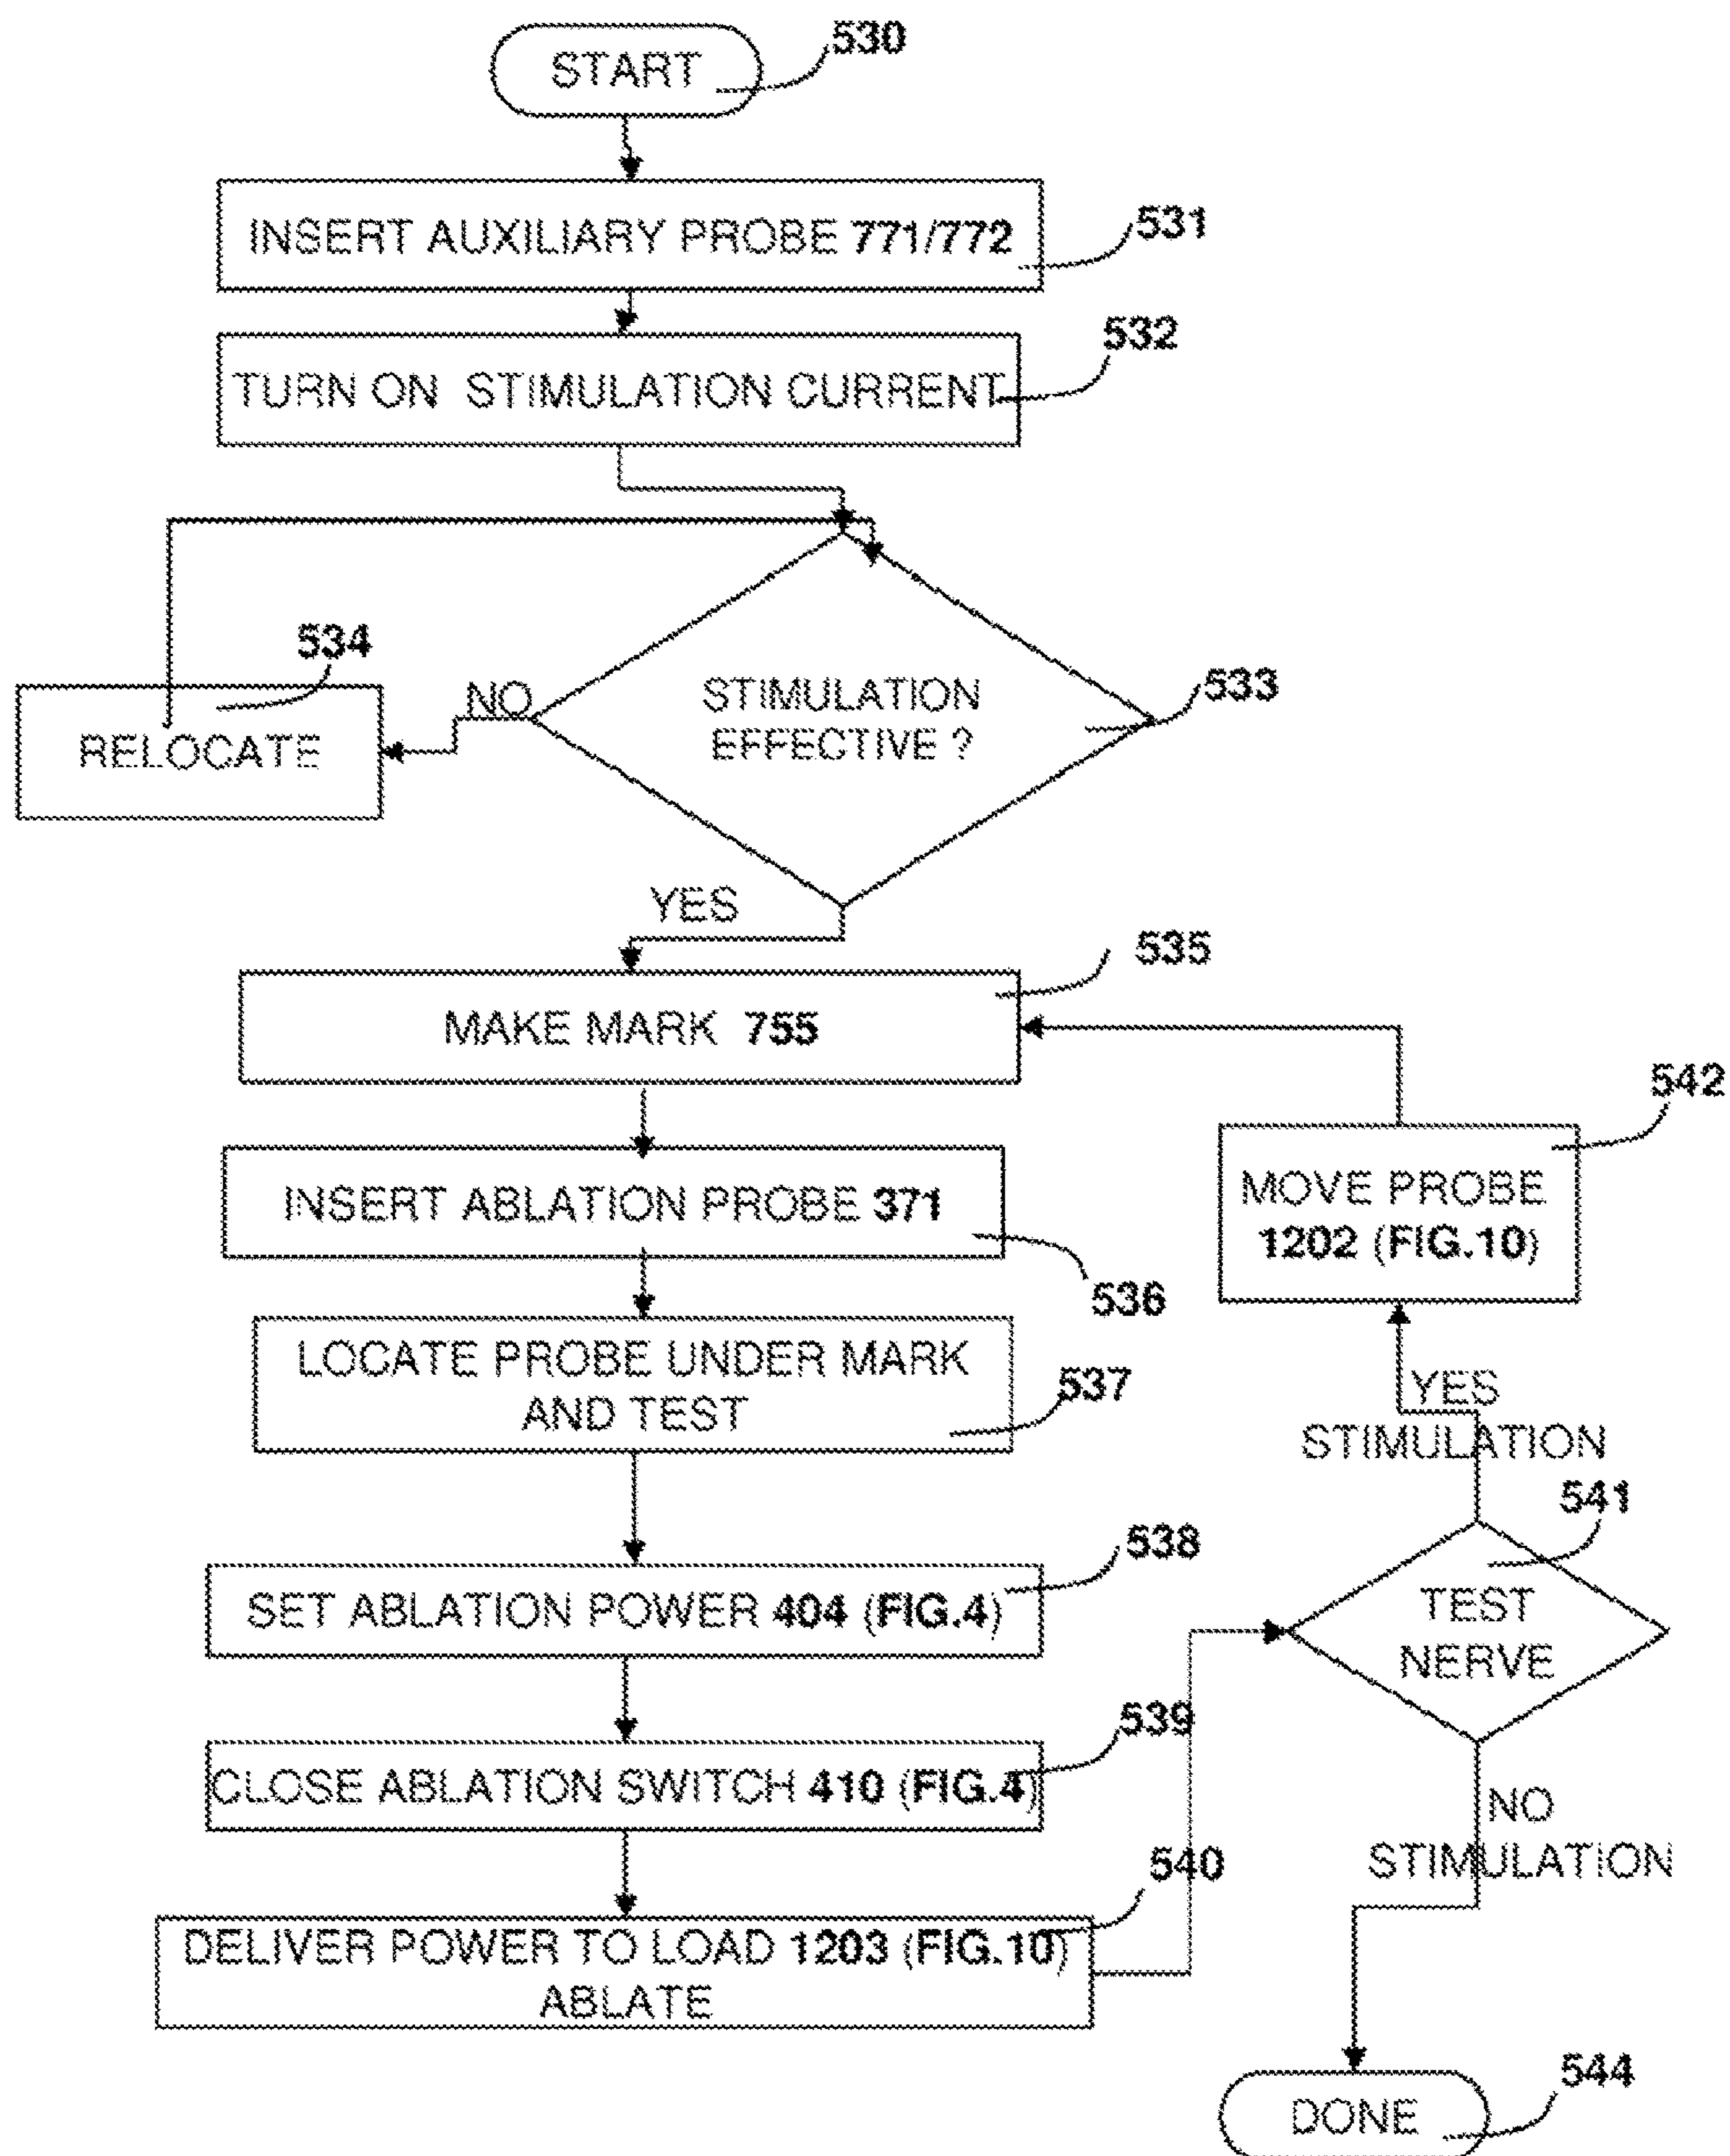 START
530
INSERT AUXILIARY PROBE 771/772
531
TURN ON STIMULATION CURRENT
532
STIMULATION
EFFECTIVE ?
533
NO
534
RELOCATE
YES
MAKE MARK 755
535
INSERT ABLATION PROBE 371
536
LOCATE PROBE UNDER MARK
AND TEST
537
SET ABLATION POWER 404 (FIG.4)
538
CLOSE ABLATION SWITCH 410 (FIG.4)
539
DELIVER POWER TO LOAD 1203 (FIG.10)
ABLATE
540
TEST
NERVE
541
YES
STIMULATION
MOVE PROBE
1202 (FIG.10)
542
NO
STIMULATION
DONE
544